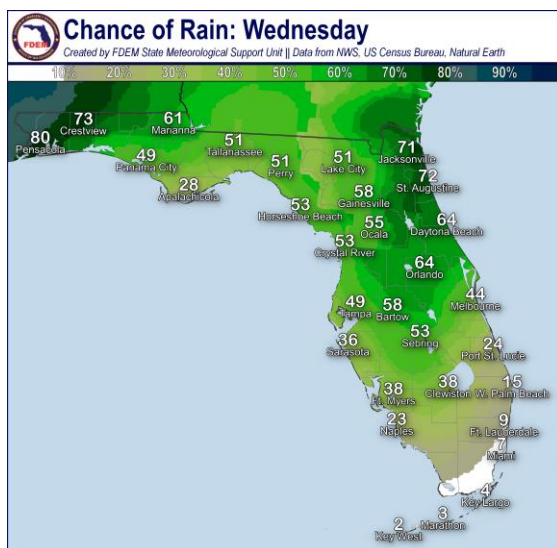 Chance of Rain: Wednesday
Created by FDEM State Meteorological Support Unit || Data from NWS, US Census Bureau, Natural Earth
10% 20% 30% 40% 50% 60% 70% 80% 90%
FDEM
80
Pensacola
73
Crestview
61
Marianna
49
Panama City
28
Apalachicola
51
Tallanassee
51
Perry
51
Lake City
71
Jacksonville
72
St. Augustine
58
Gainesville
53
Horseshoe Beach
55
Ocala
64
Daytona Beach
53
Crystal River
64
Orlando
44
Melbourne
49
Tampa
58
Bartow
53
Sebring
36
Sarasota
24
Port St. Lucie
38
Ft. Myers
38
Clewiston
15
W. Palm Beach
23
Naples
9
Ft. Lauderdale
7
Miami
4
Key Largo
3
Marathon
2
Key West